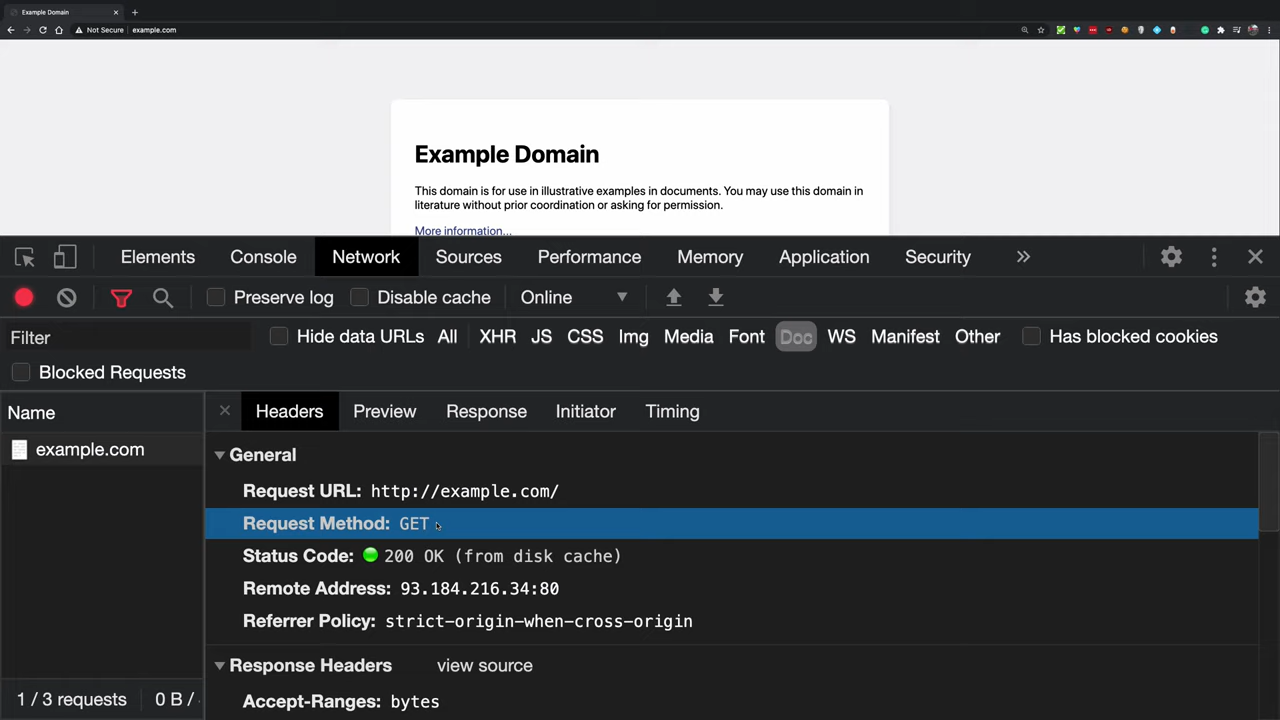 Example Domain
Not Secure example.com
Example Domain
This domain is for use in illustrative examples in documents. You may use this domain in
literature without prior coordination or asking for permission.
More information...
Elements Console Network Sources Performance Memory Application Security
Preserve log Disable cache Online
Filter Hide data URLs All XHR JS CSS Img Media Font Doc WS Manifest Other Has blocked cookies
Blocked Requests
Name Headers Preview Response Initiator Timing
example.com
General
Request URL: http://example.com/
Request Method: GET
Status Code: 200 OK (from disk cache)
Remote Address: 93.184.216.34:80
Referrer Policy: strict-origin-when-cross-origin
Response Headers view source
Accept-Ranges: bytes
1 / 3 requests 0 B /